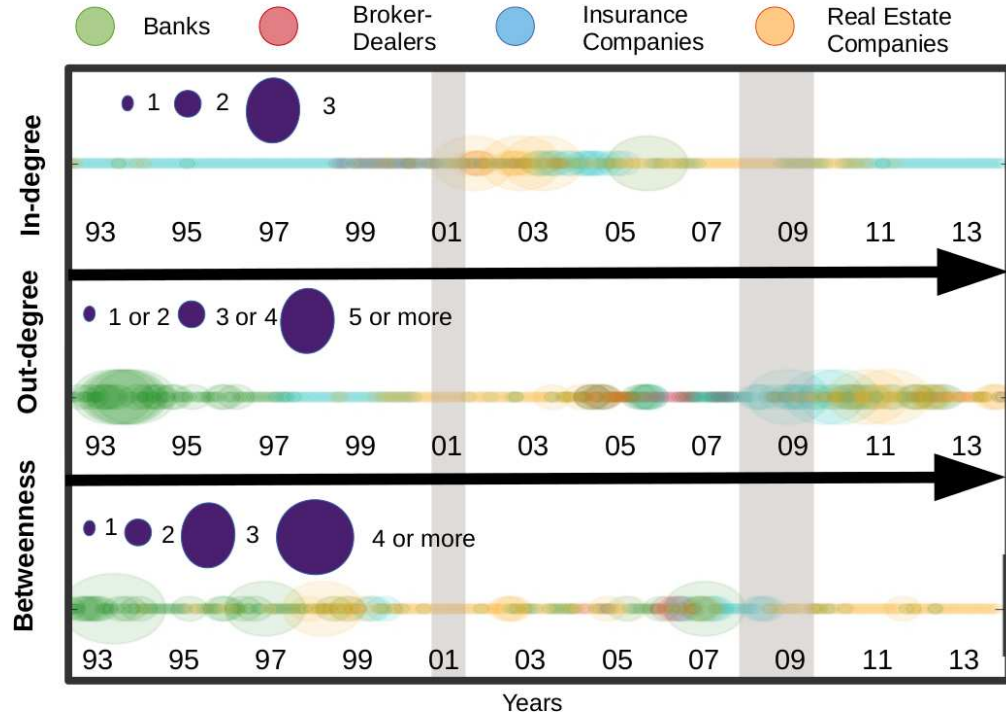 Banks
Broker-
Dealers
Insurance
Companies
Real Estate
Companies
In-degree
1 2 3
93 95 97 99 01 03 05 07 09 11 13
Out-degree
1 or 2 3 or 4 5 or more
93 95 97 99 01 03 05 07 09 11 13
Betweenness
1 2 3 4 or more
93 95 97 99 01 03 05 07 09 11 13
Years